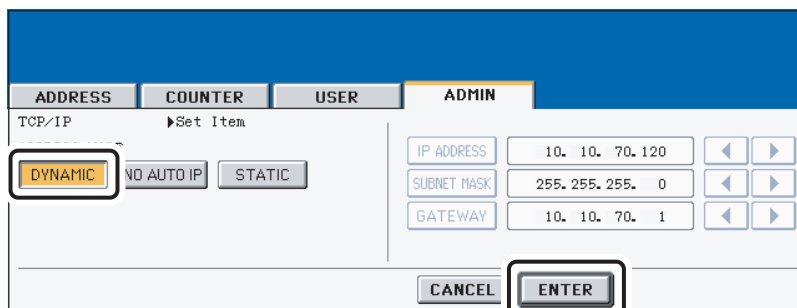 ADDRESS COUNTER USER ADMIN
TCP/IP ▶Set Item
DYNAMIC NO AUTO IP STATIC
IP ADDRESS 10. 10. 70.120
SUBNET MASK 255.255.255. 0
GATEWAY 10. 10. 70. 1
CANCEL ENTER